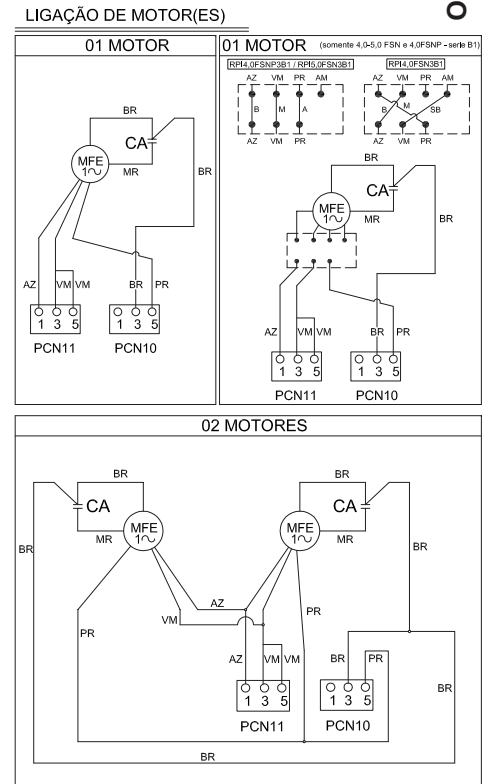 LIGAÇÃO DE MOTOR(ES)
O
01 MOTOR
BR
CA
MFE
1∿
MR
BR
AZ
VM
VM
BR
PR
1 3 5
1 3 5
PCN11
PCN10
01 MOTOR (somente 4,0-5,0 FSN e 4,0FSNP - serie B1)
RPI4,0FSNP3B1 / RPI5,0FSN3B1
RPI4,0FSN3B1
AZ VM PR AM
AZ VM PR AM
B M A
B M SB
AZ VM PR
AZ VM PR
BR
CA
MFE
1∿
MR
BR
AZ
VM
VM
BR
PR
1 3 5
1 3 5
PCN11
PCN10
02 MOTORES
BR
BR
CA
CA
MFE
1∿
MFE
1∿
MR
MR
BR
BR
AZ
VM
PR
PR
AZ
VM
VM
BR
PR
BR
1 3 5
1 3 5
PCN11
PCN10
BR